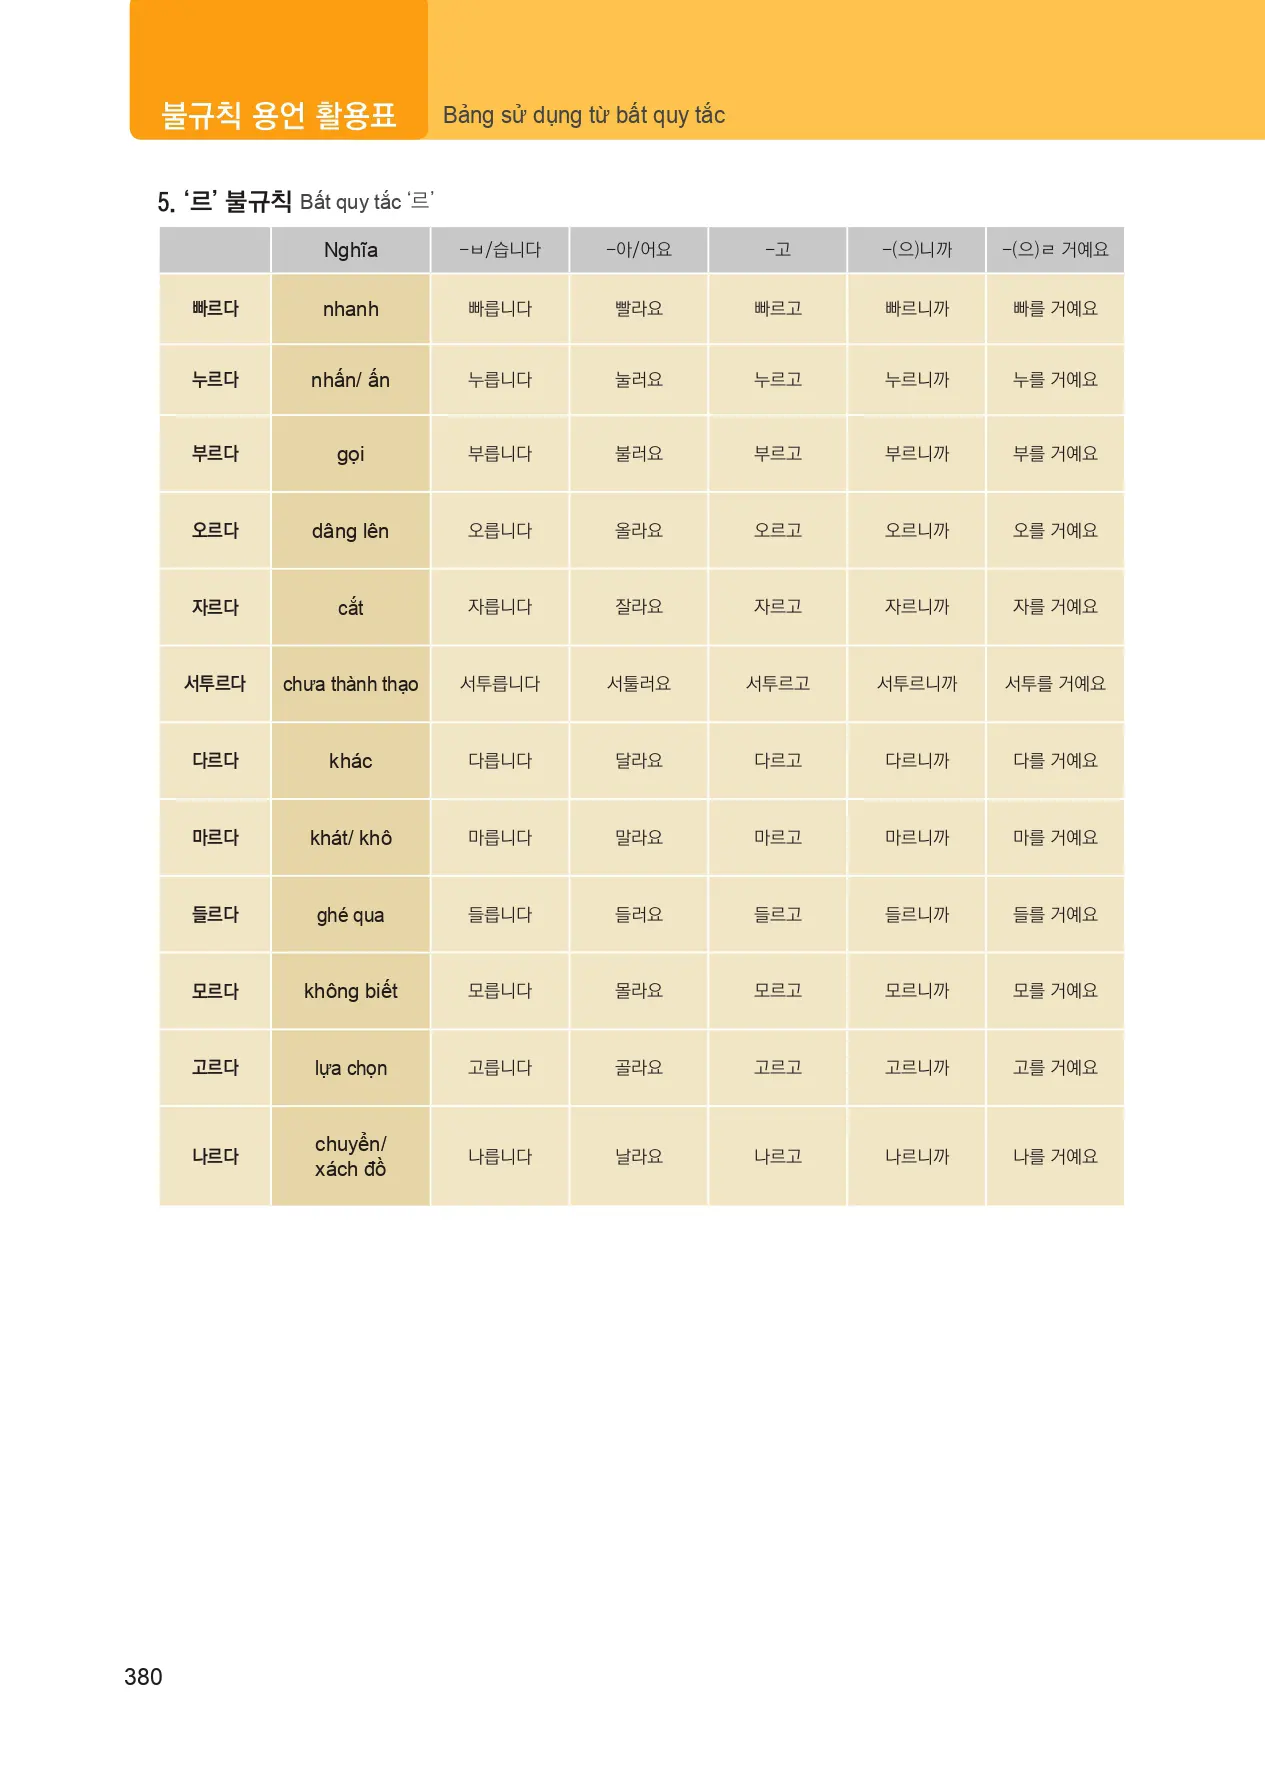 불규칙 용언 활용표 Bảng sử dụng từ bất quy tắc
5. ‘르’ 불규칙 Bất quy tắc ‘르’
Nghĩa -ㅂ/습니다 -아/어요 -고 -(으)니까 -(으)ㄹ 거예요
빠르다 nhanh 빠릅니다 빨라요 빠르고 빠르니까 빠를 거예요
누르다 nhấn/ ấn 누릅니다 눌러요 누르고 누르니까 누를 거예요
부르다 gọi 부릅니다 불러요 부르고 부르니까 부를 거예요
오르다 dâng lên 오릅니다 올라요 오르고 오르니까 오를 거예요
자르다 cắt 자릅니다 잘라요 자르고 자르니까 자를 거예요
서투르다 chưa thành thạo 서투릅니다 서툴러요 서투르고 서투르니까 서투를 거예요
다르다 khác 다릅니다 달라요 다르고 다르니까 다를 거예요
마르다 khát/ khô 마릅니다 말라요 마르고 마르니까 마를 거예요
들르다 ghé qua 들릅니다 들러요 들르고 들르니까 들를 거예요
모르다 không biết 모릅니다 몰라요 모르고 모르니까 모를 거예요
고르다 lựa chọn 고릅니다 골라요 고르고 고르니까 고를 거예요
나르다 chuyển/
xách đồ 나릅니다 날라요 나르고 나르니까 나를 거예요
380